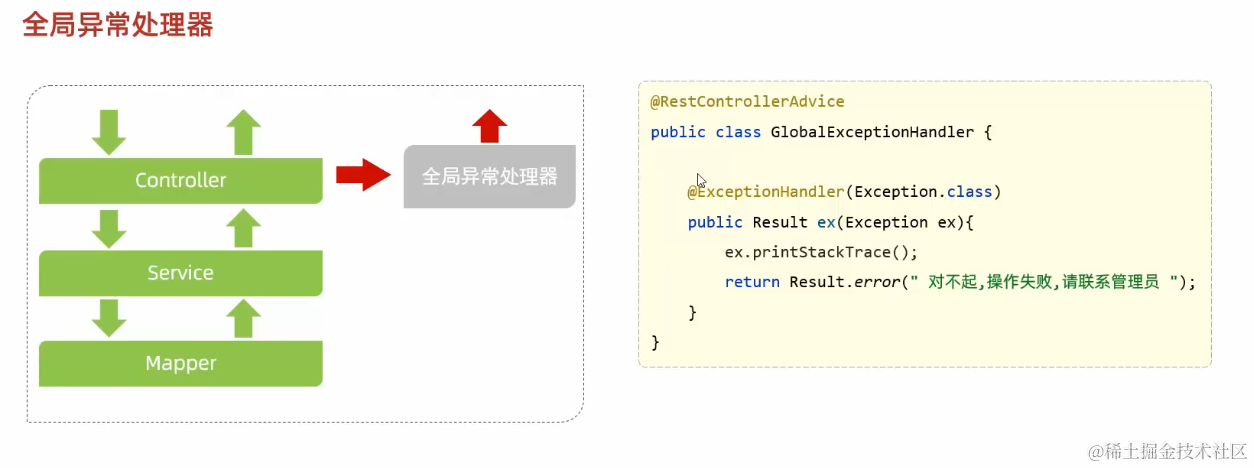 全局异常处理器
Controller
全局异常处理器
Service
Mapper
@RestControllerAdvice
public class GlobalExceptionHandler {
@ExceptionHandler(Exception.class)
public Result ex(Exception ex){
ex.printStackTrace();
return Result.error(" 对不起,操作失败,请联系管理员 ");
}
}
@稀土掘金技术社区